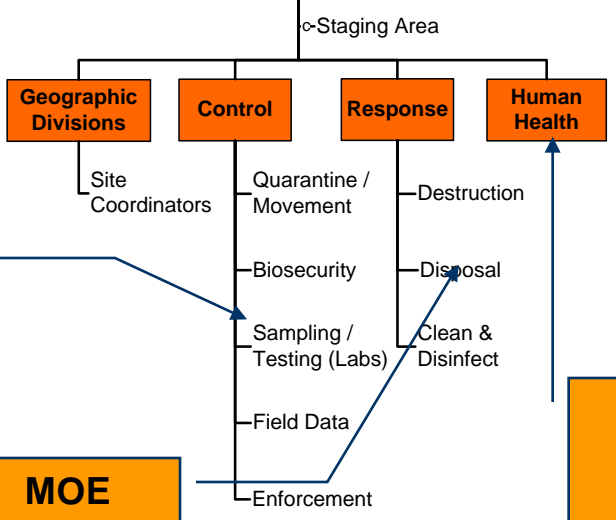 Staging Area
Geographic
Divisions
Control
Response
Human
Health
Site
Coordinators
Quarantine /
Movement
Biosecurity
Sampling /
Testing (Labs)
Field Data
Enforcement
Destruction
Disposal
Clean &
Disinfect
MOE